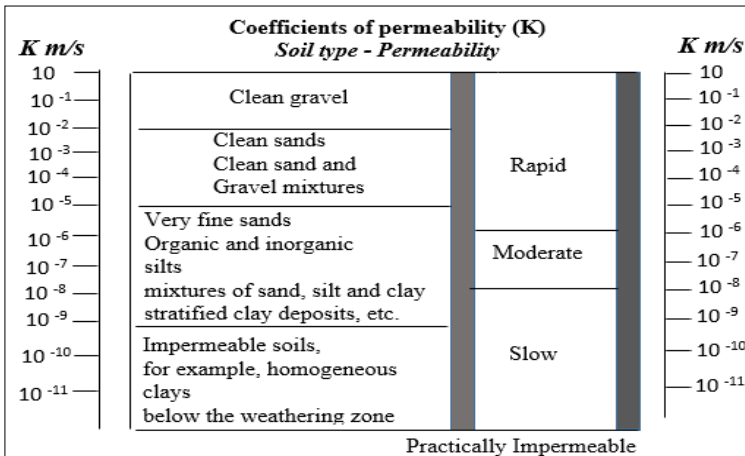 Coefficients of permeability (K)
Soil type - Permeability
K m/s
10
10 -1
10 -2
10 -3
10 -4
10 -5
10 -6
10 -7
10 -8
10 -9
10 -10
10 -11
Clean gravel
Clean sands
Clean sand and
Gravel mixtures
Very fine sands
Organic and inorganic
silts
mixtures of sand, silt and clay
stratified clay deposits, etc.
Impermeable soils,
for example, homogeneous
clays
below the weathering zone
Rapid
Moderate
Slow
K m/s
10
10 -1
10 -2
10 -3
10 -4
10 -5
10 -6
10 -7
10 -8
10 -9
10 -10
10 -11
Practically Impermeable